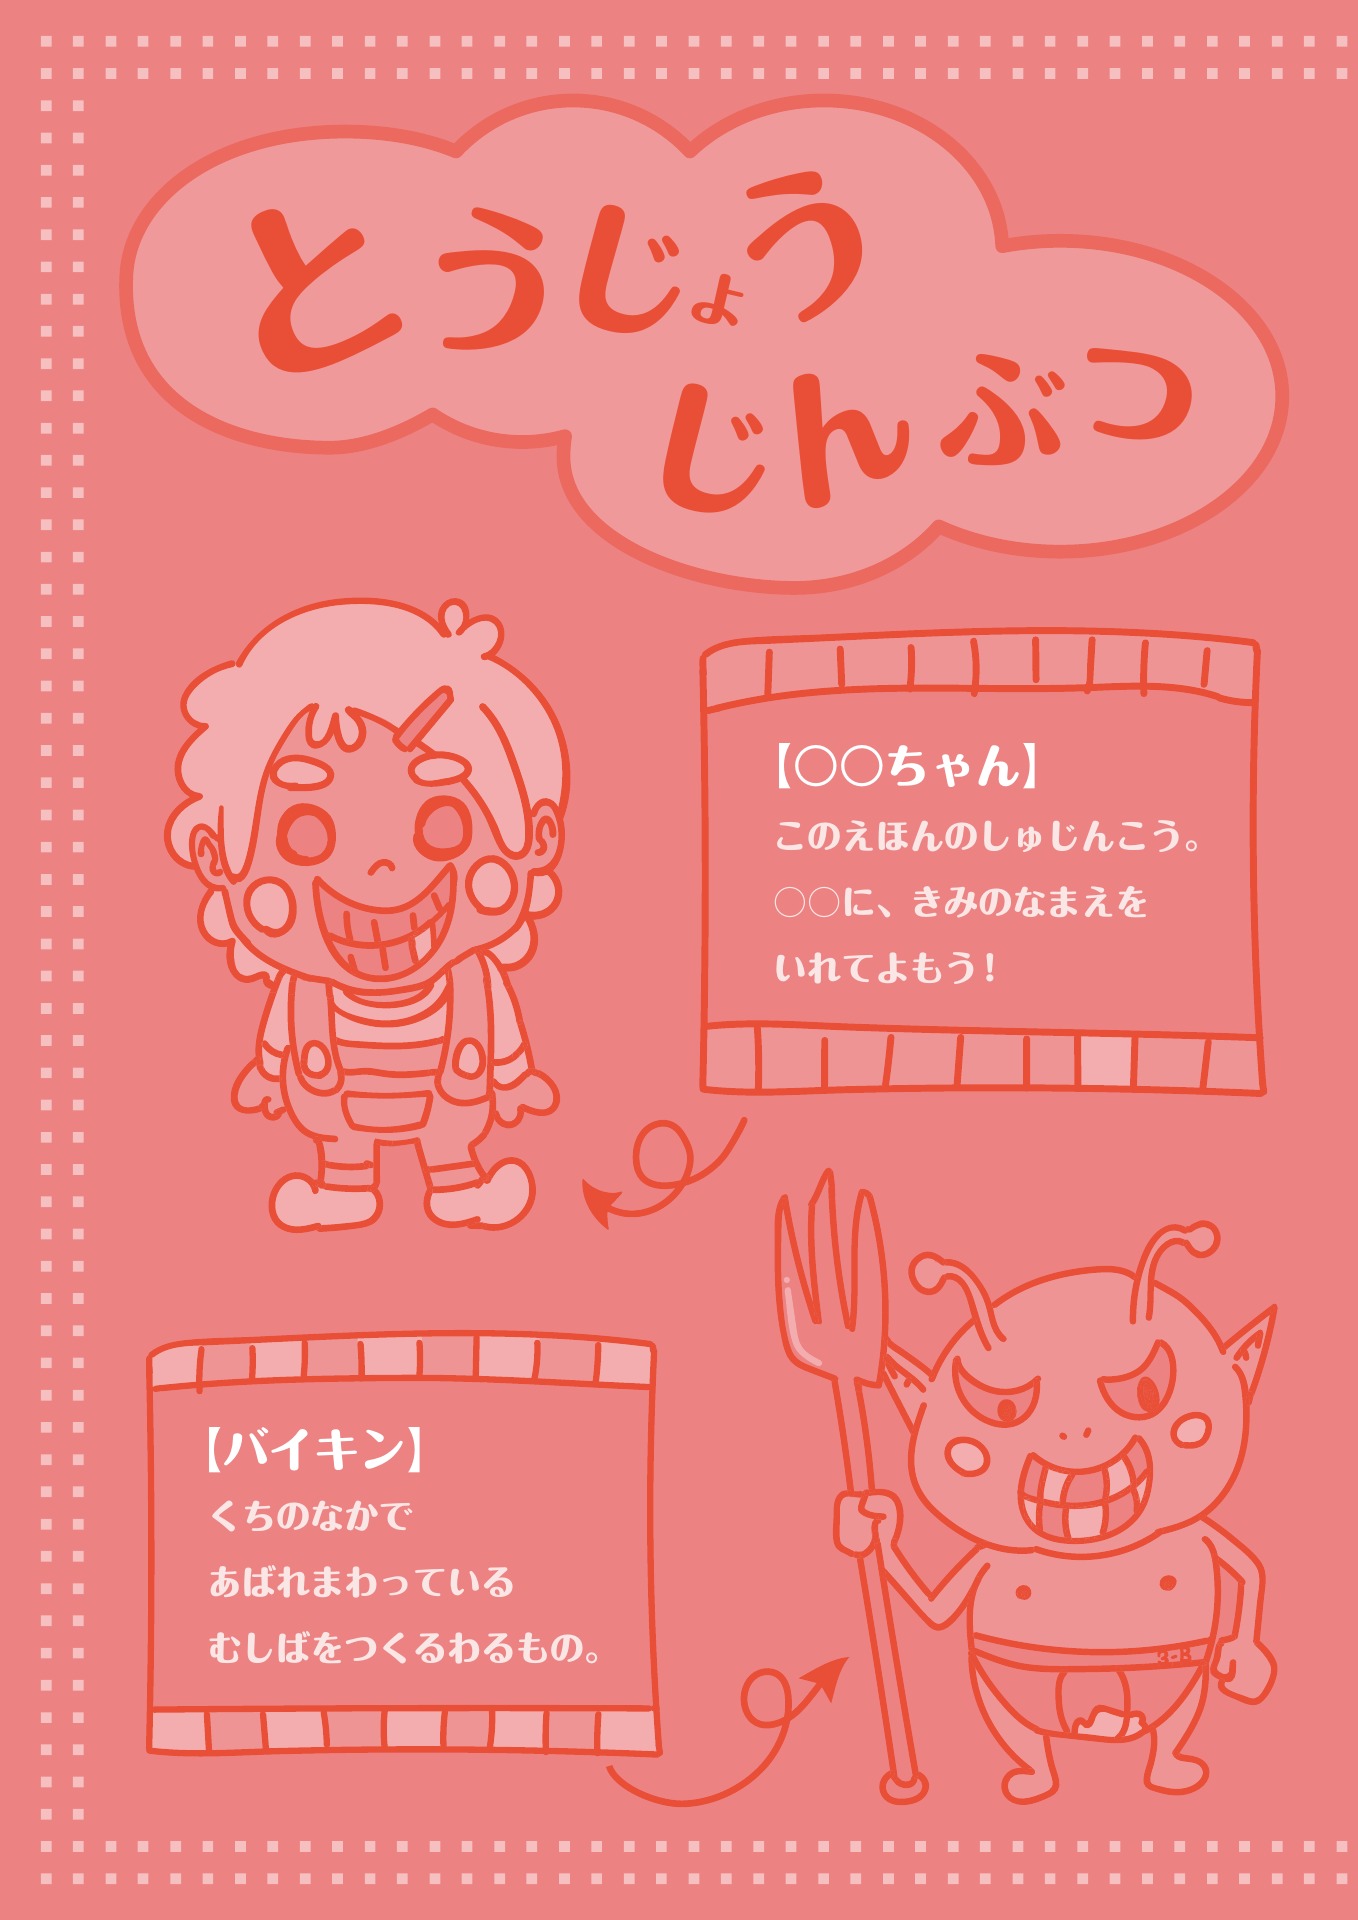 とうじょう
じんぶつ
【○○ちゃん】
このえほんのしゅじんこう。
○○に、きみのなまえを
いれてよもう！
【バイキン】
くちのなかで
あばれまわっている
むしばをつくるわるもの。
3-B